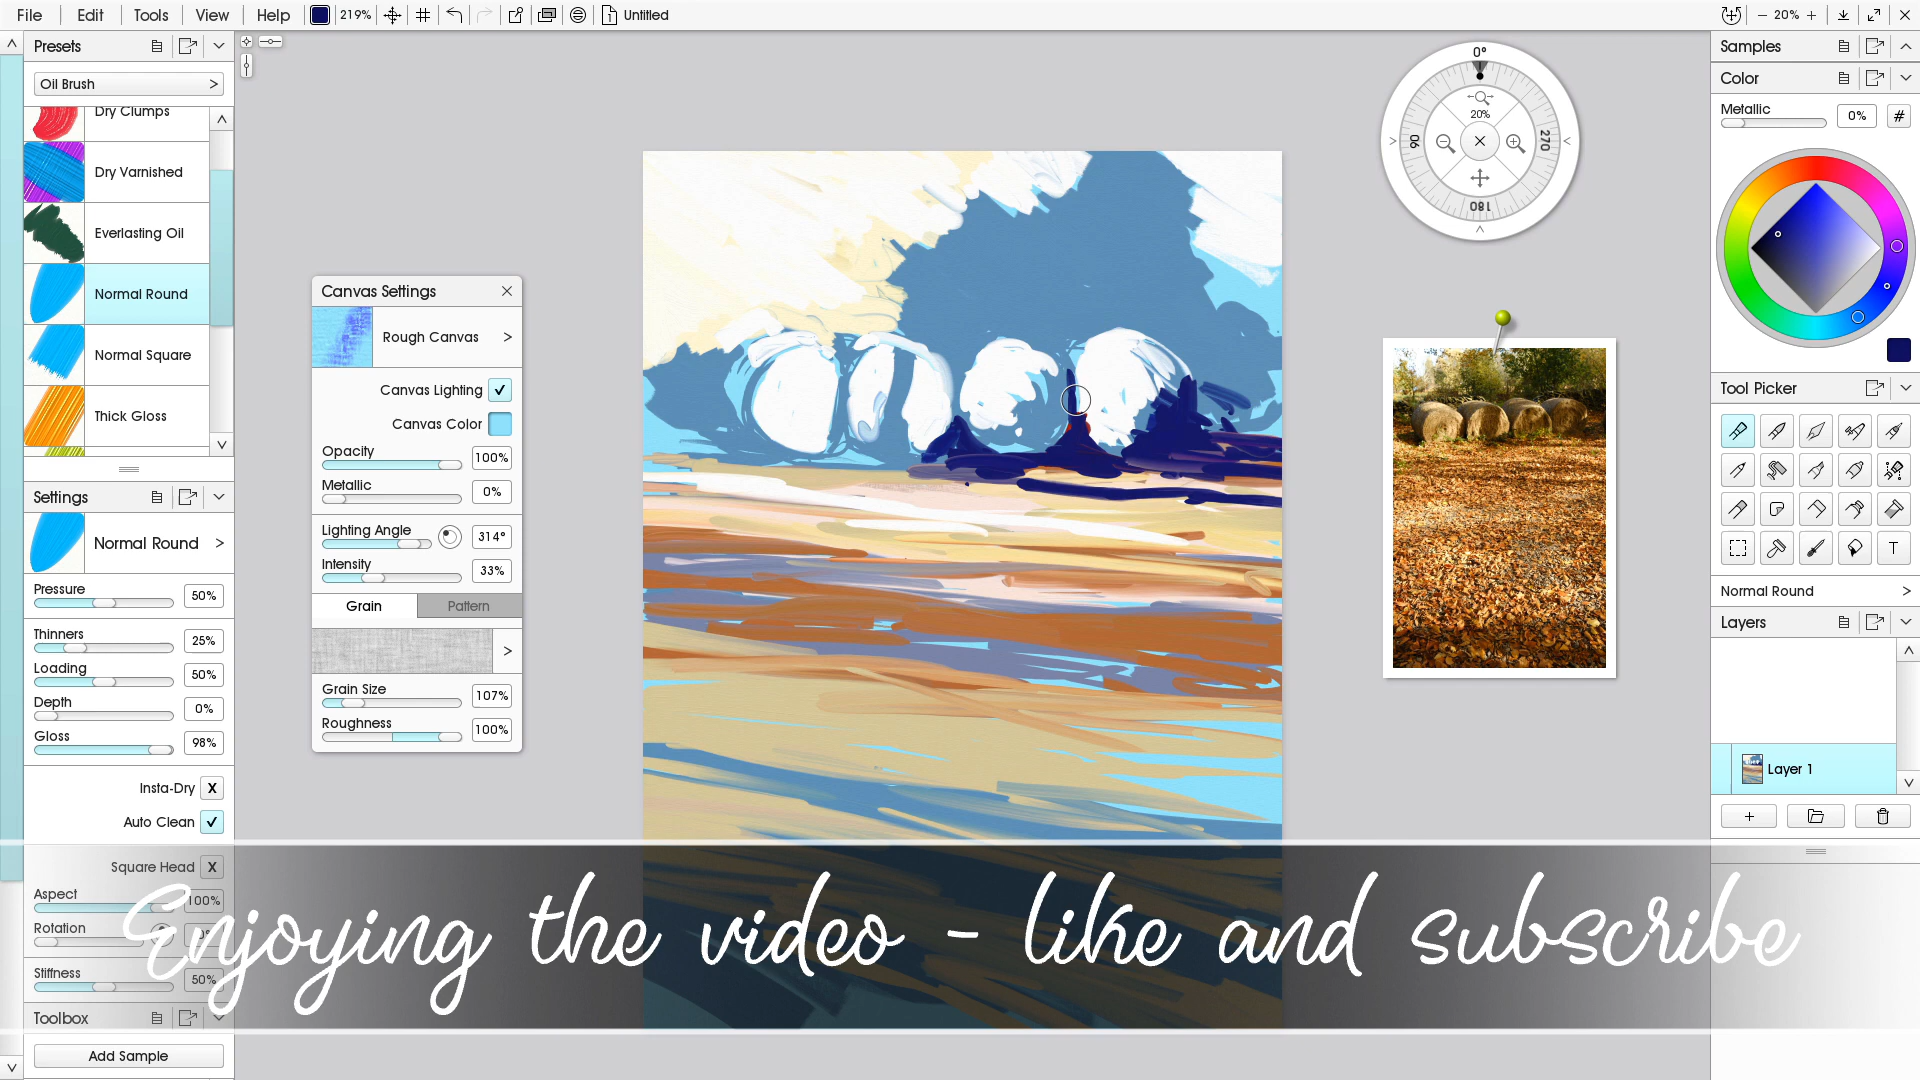 File Edit Tools View Help 219% Untitled 20%
Presets
Oil Brush >
Dry Clumps
Dry Varnished
Everlasting Oil
Normal Round
Normal Square
Thick Gloss
Settings
Normal Round >
Pressure 50%
Thinners 25%
Loading 50%
Depth 0%
Gloss 98%
Insta-Dry X
Auto Clean
Square Head X
Aspect 100%
Rotation
Stiffness 50%
Toolbox
Add Sample
Canvas Settings
Rough Canvas >
Canvas Lighting
Canvas Color
Opacity 100%
Metallic 0%
Lighting Angle 314°
Intensity 33%
Grain Pattern
Grain Size 107%
Roughness 100%
0°
20%
90
270
180
Samples
Color
Metallic 0% #
Tool Picker
T
Normal Round >
Layers
Layer 1
Enjoying the video - like and subscribe